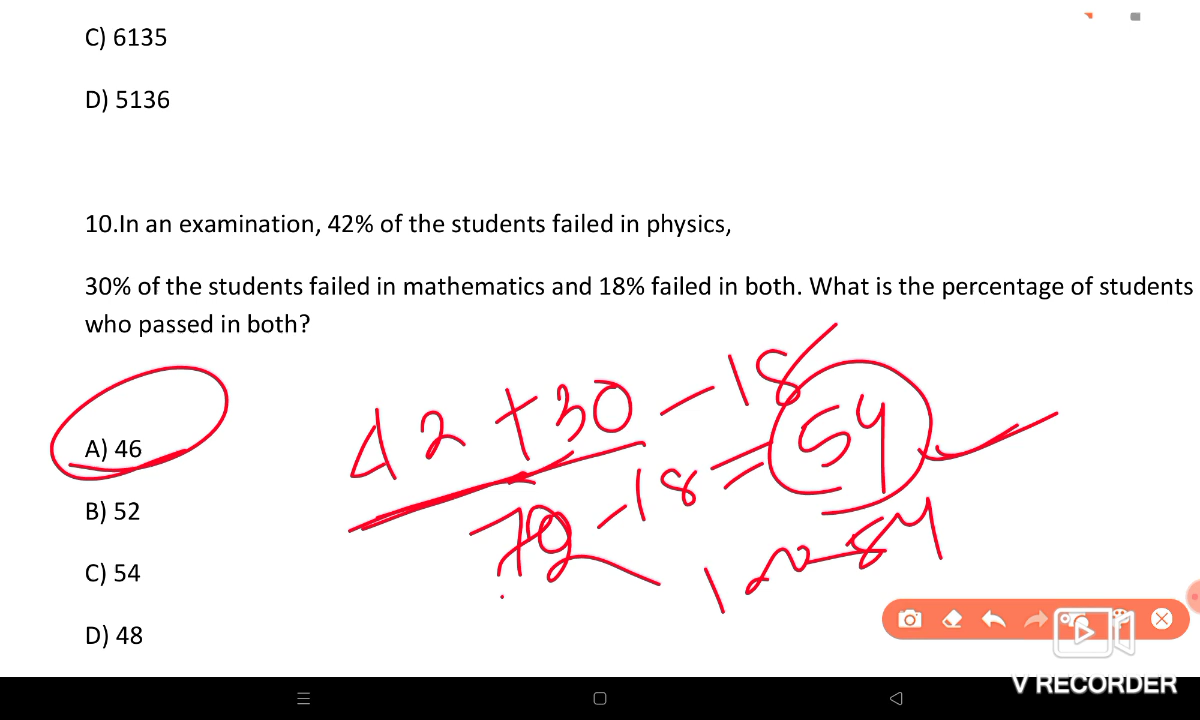 C) 6135
D) 5136
10.In an examination, 42% of the students failed in physics,
30% of the students failed in mathematics and 18% failed in both. What is the percentage of students
who passed in both?
42 + 30 - 18
A) 46
72 - 18 = 54
B) 52
100 - 54
C) 54
D) 48
V RECORDER